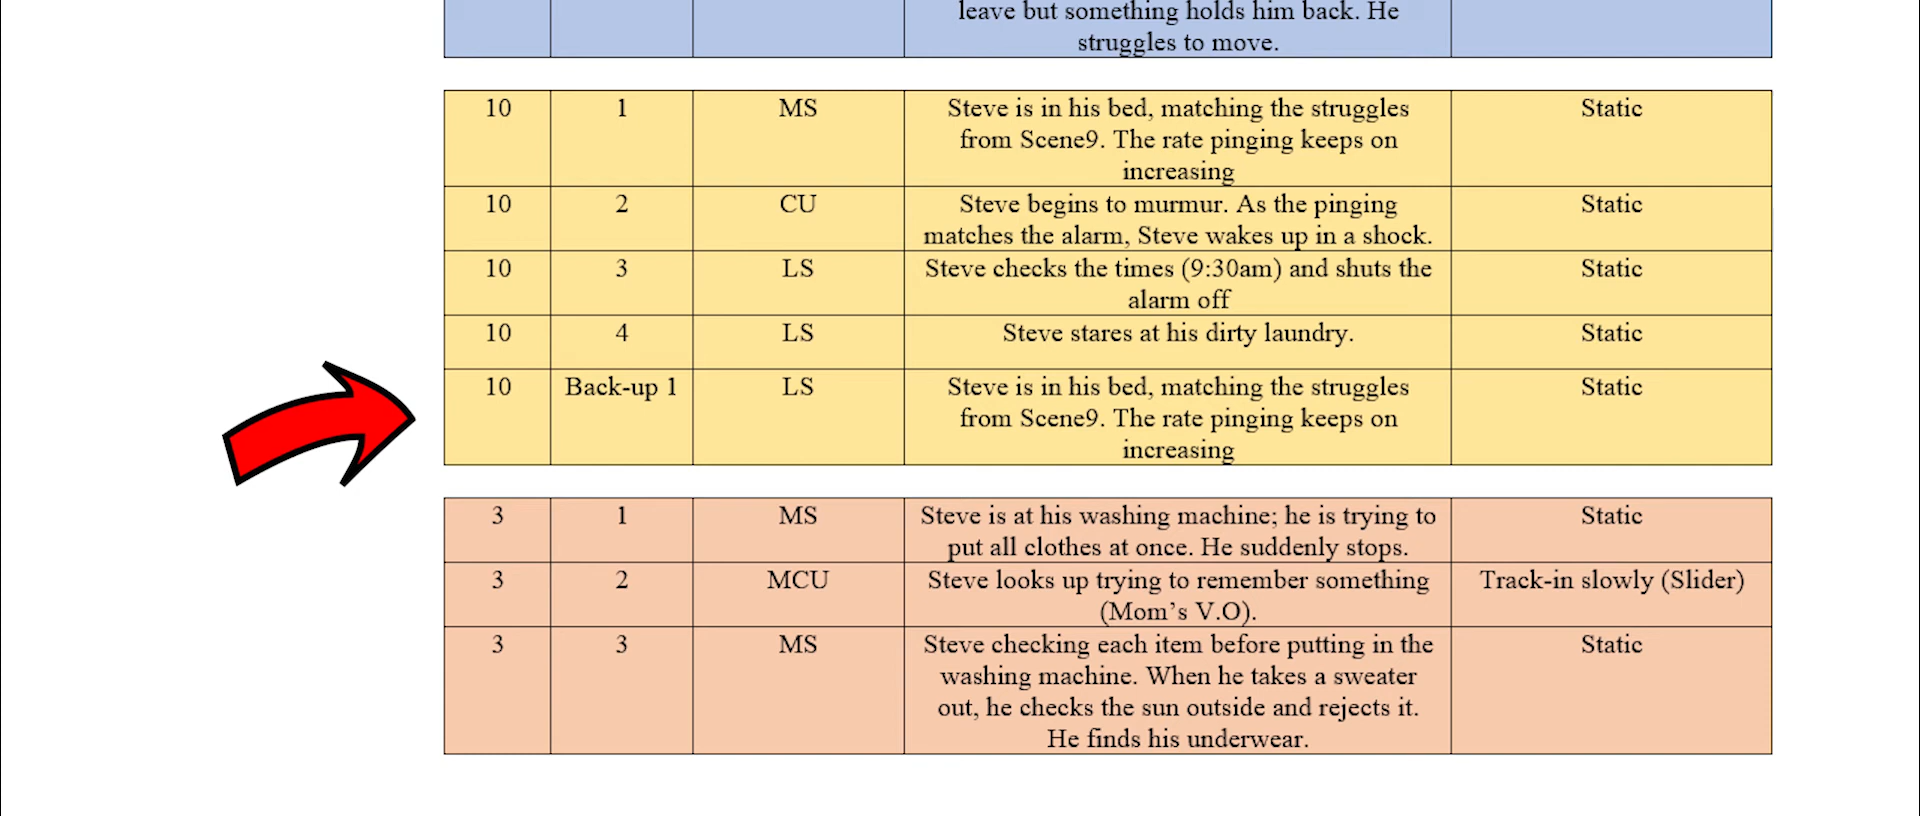 leave but something holds him back. He
struggles to move.
10 1 MS Steve is in his bed, matching the struggles Static
from Scene9. The rate pinging keeps on
increasing
10 2 CU Steve begins to murmur. As the pinging Static
matches the alarm, Steve wakes up in a shock.
10 3 LS Steve checks the times (9:30am) and shuts the Static
alarm off
10 4 LS Steve stares at his dirty laundry. Static
10 Back-up 1 LS Steve is in his bed, matching the struggles Static
from Scene9. The rate pinging keeps on
increasing
3 1 MS Steve is at his washing machine; he is trying to Static
put all clothes at once. He suddenly stops.
3 2 MCU Steve looks up trying to remember something Track-in slowly (Slider)
(Mom’s V.O).
3 3 MS Steve checking each item before putting in the Static
washing machine. When he takes a sweater
out, he checks the sun outside and rejects it.
He finds his underwear.